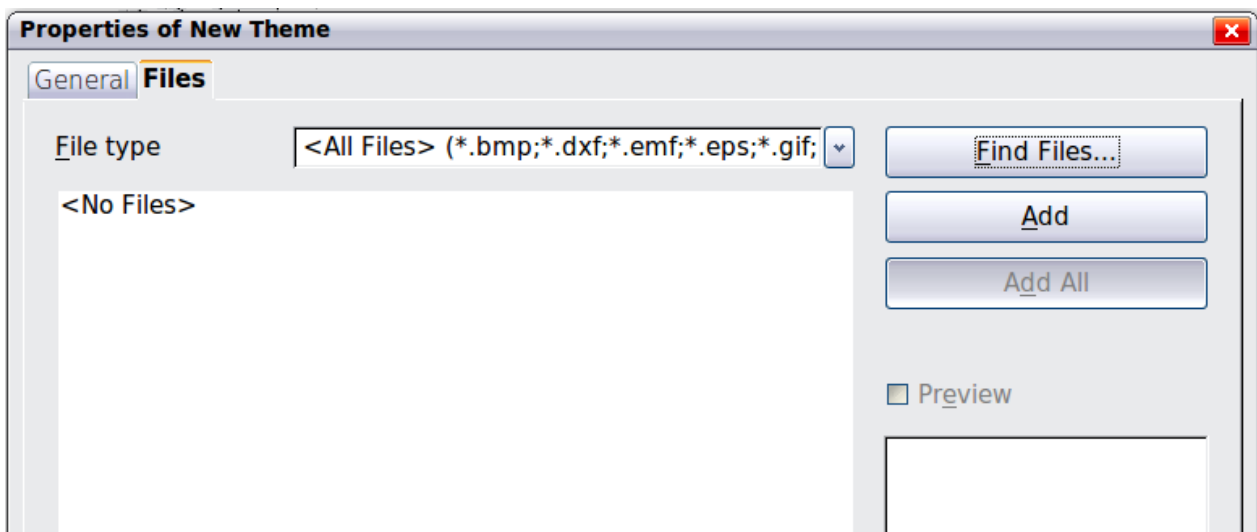 Properties of New Theme
General Files
File type <All Files> (*.bmp;*.dxf;*.emf;*.eps;*.gif; Find Files...
<No Files>
Add
Add All
Preview